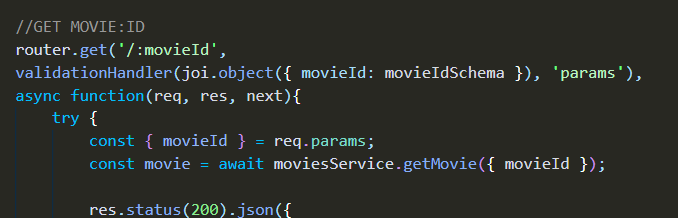 //GET MOVIE:ID
router.get('/:movieId',
validationHandler(joi.object({ movieId: movieIdSchema }), 'params'),
async function(req, res, next){
    try {
        const { movieId } = req.params;
        const movie = await moviesService.getMovie({ movieId });
        res.status(200).json({